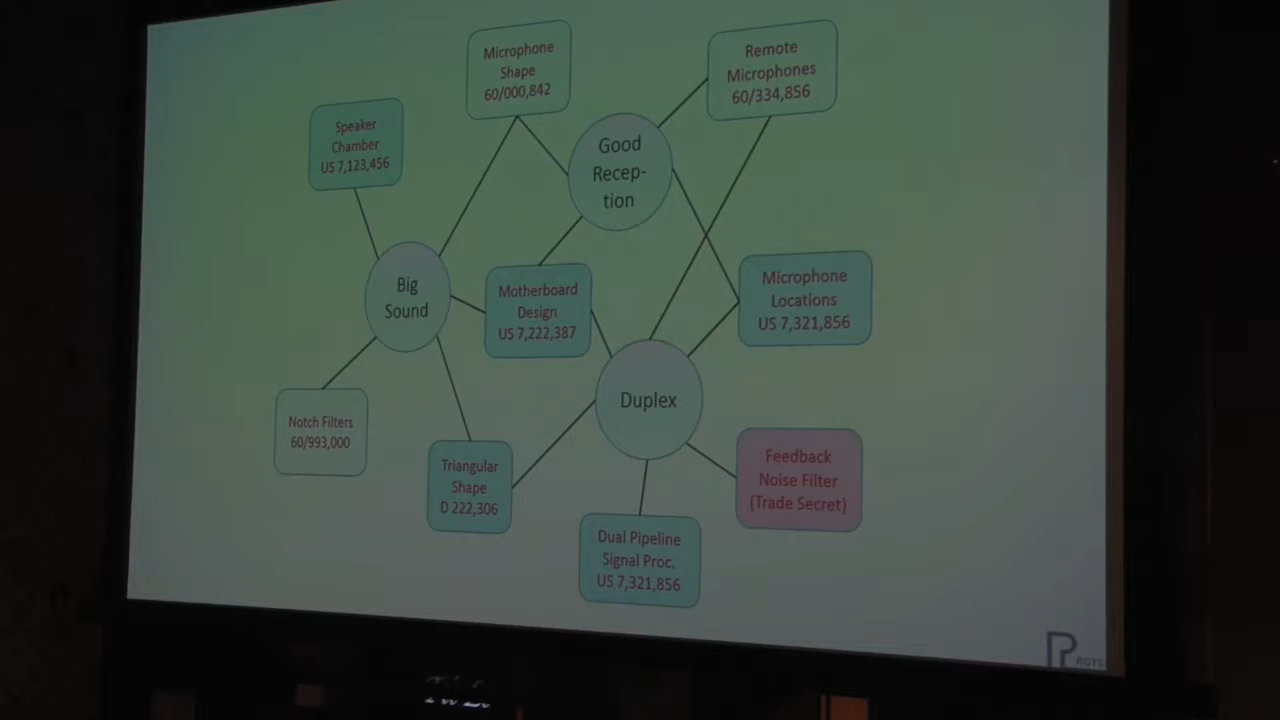 Microphone
Shape
60/000,842
Remote
Microphones
60/334,856
Speaker
Chamber
US 7,123,456
Good
Recep-
tion
Big
Sound
Motherboard
Design
US 7,222,387
Microphone
Locations
US 7,321,856
Duplex
Notch Filters
60/993,000
Triangular
Shape
D 222,306
Feedback
Noise Filter
(Trade Secret)
Dual Pipeline
Signal Proc.
US 7,321,856